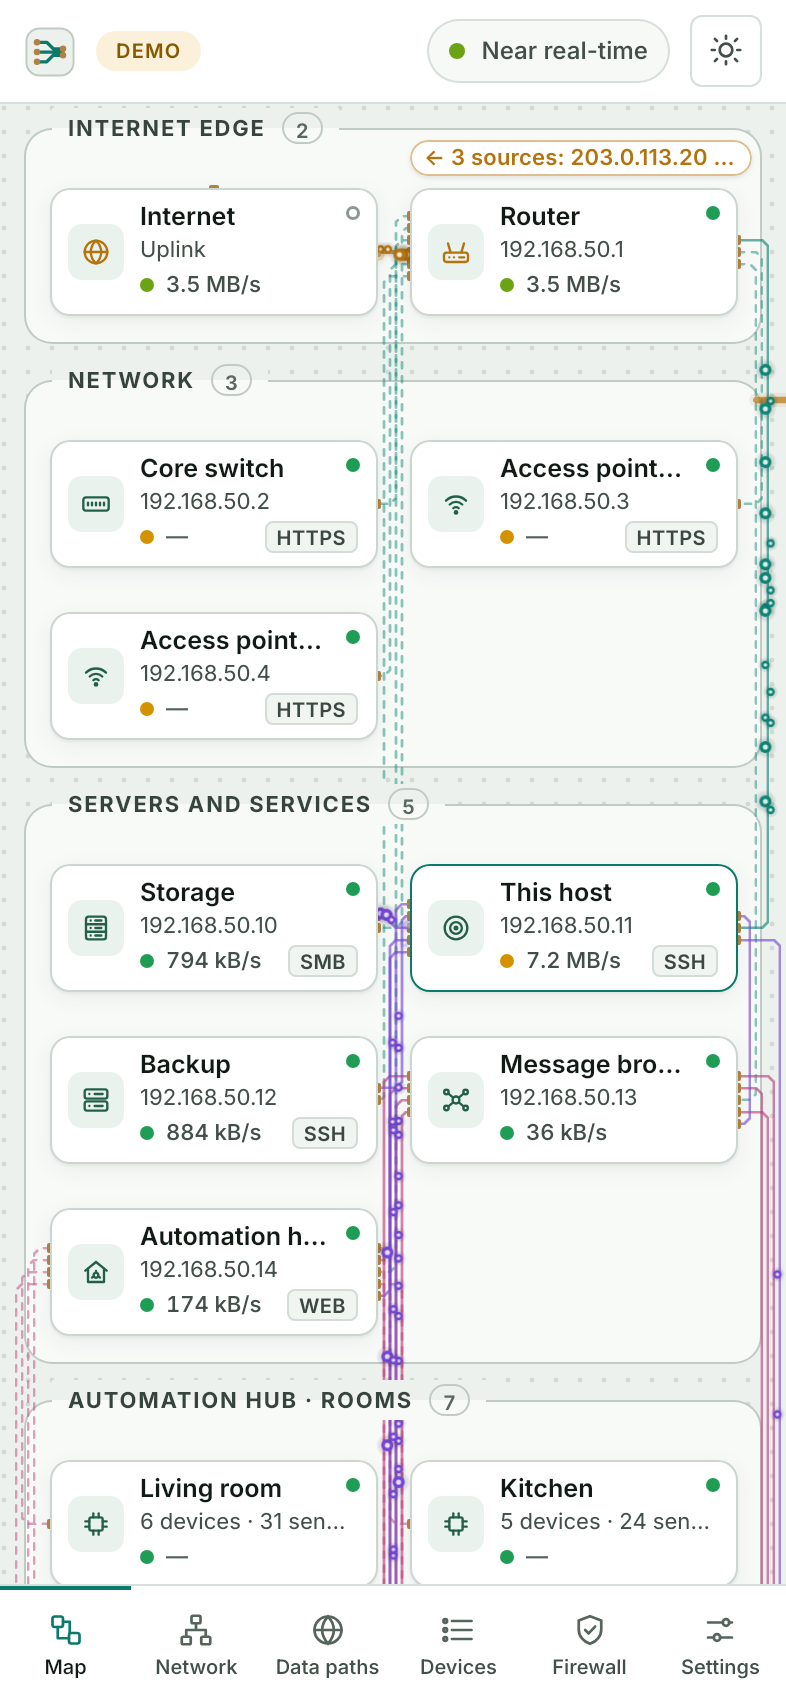 DEMO
Near real-time
INTERNET EDGE 2
← 3 sources: 203.0.113.20 ...
Internet
Uplink
3.5 MB/s
Router
192.168.50.1
3.5 MB/s
NETWORK 3
Core switch
192.168.50.2
— HTTPS
Access point...
192.168.50.3
— HTTPS
Access point...
192.168.50.4
— HTTPS
SERVERS AND SERVICES 5
Storage
192.168.50.10
794 kB/s SMB
This host
192.168.50.11
7.2 MB/s SSH
Backup
192.168.50.12
884 kB/s SSH
Message bro...
192.168.50.13
36 kB/s
Automation h...
192.168.50.14
174 kB/s WEB
AUTOMATION HUB · ROOMS 7
Living room
6 devices · 31 sen...
—
Kitchen
5 devices · 24 sen...
—
Map
Network
Data paths
Devices
Firewall
Settings